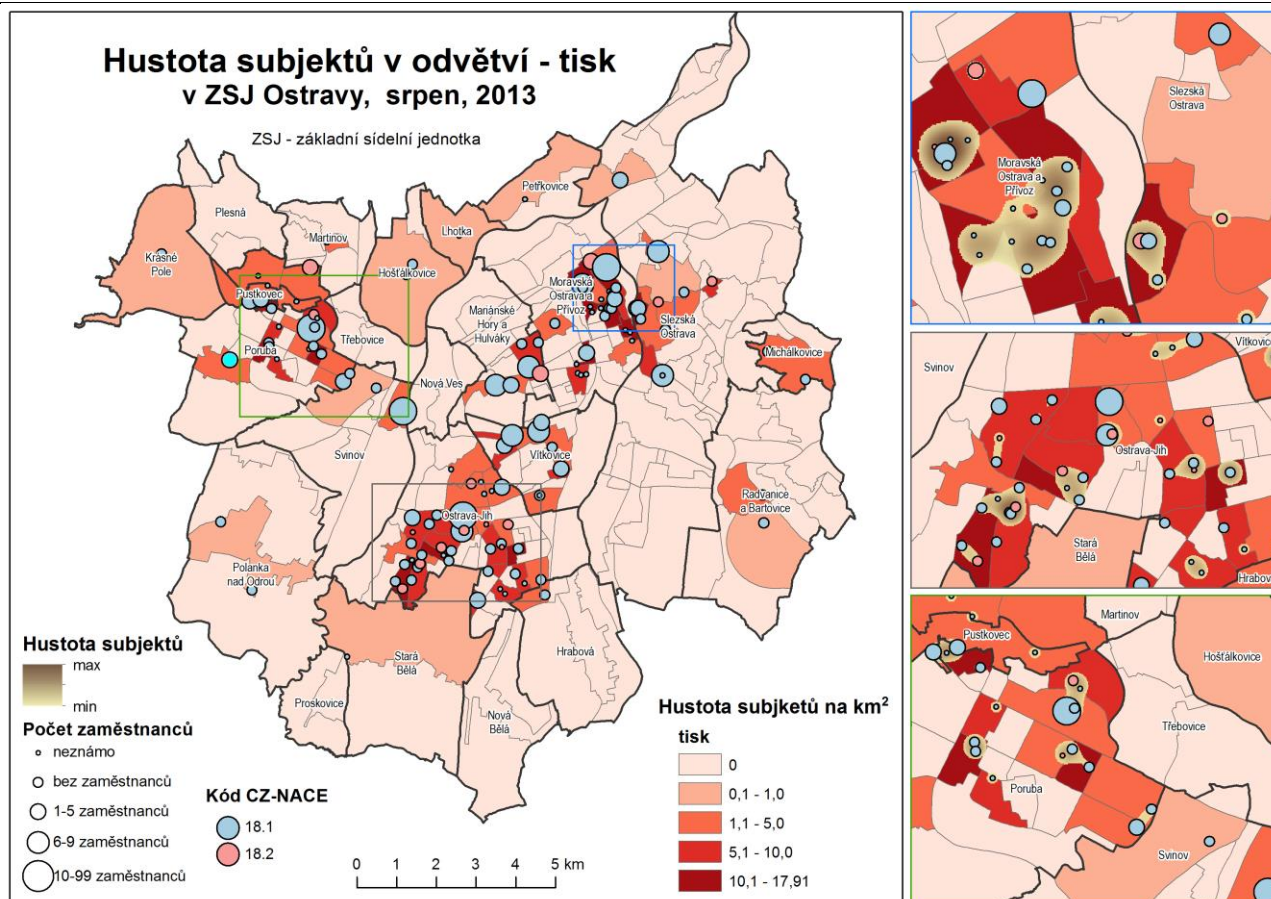 Hustota subjektů v odvětví - tisk
v ZSJ Ostravy, srpen, 2013
ZSJ - základní sídelní jednotka
Petřkovice
Plesná
Martinov
Lhotka
Krásné
Pole
Hošťálkovice
Pustkovec
Moravská
Ostrava a
Přívoz
Mariánské
Hory a
Hulváky
Třebovice
Slezská
Ostrava
Poruba
Michálkovice
Nová Ves
Svinov
Vítkovice
Radvanice
a Bartovice
Ostrava-Jih
Polanka
nad Odrou
Stará
Bělá
Hrabová
Proskovice
Nová
Bělá
Hustota subjektů
max
min
Počet zaměstnanců
neznámo
bez zaměstnanců
1-5 zaměstnanců
6-9 zaměstnanců
10-99 zaměstnanců
Kód CZ-NACE
18.1
18.2
0 1 2 3 4 5 km
Hustota subjketů na km²
tisk
0
0,1 - 1,0
1,1 - 5,0
5,1 - 10,0
10,1 - 17,91
Slezská
Ostrava
Moravská
Ostrava a
Přívoz
Vítkovice
Svinov
Ostrava-Jih
Stará
Bělá
Hrabová
Martinov
Pustkovec
Hošťálkovice
Třebovice
Poruba
Svinov